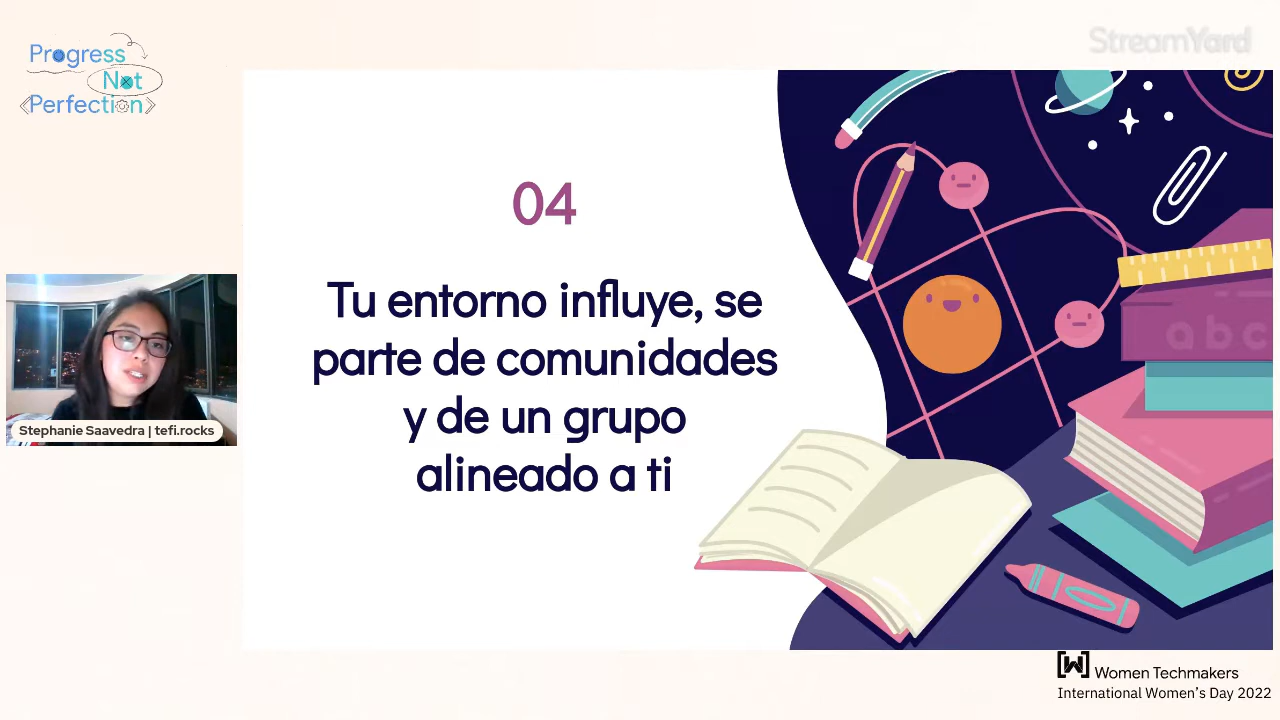 Progress
Not
Perfection
StreamYard
04
Tu entorno influye, se
parte de comunidades
y de un grupo
alineado a ti
abc
Stephanie Saavedra | tefi.rocks
[W] Women Techmakers
International Women's Day 2022